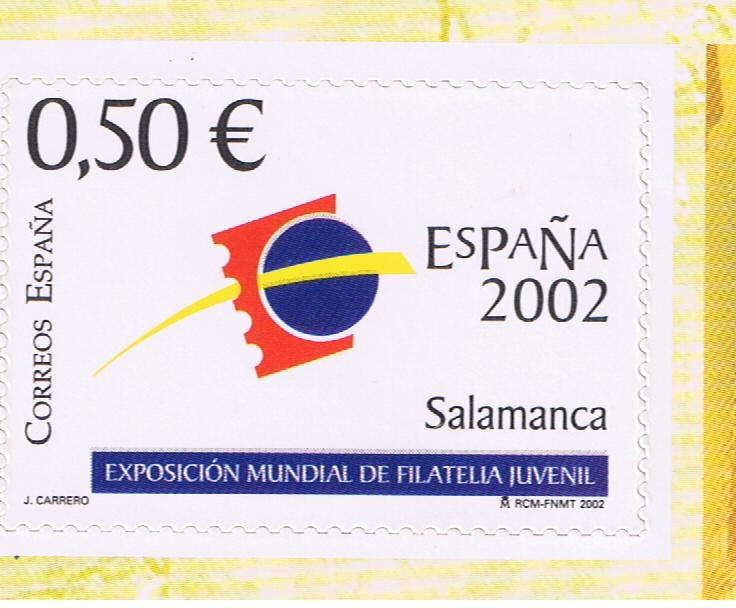 0,50 €
CORREOS ESPAÑA
ESPAÑA
2002
Salamanca
EXPOSICIÓN MUNDIAL DE FILATELIA JUVENIL
J. CARRERO
RCM-FNMT 2002